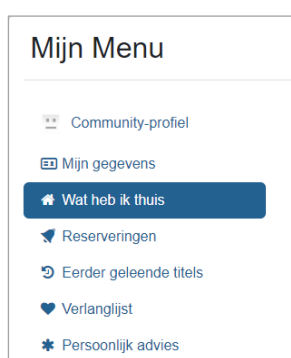 Mijn Menu
Community-profiel
Mijn gegevens
Wat heb ik thuis
Reserveringen
Eerder geleende titels
Verlanglijst
Persoonlijk advies